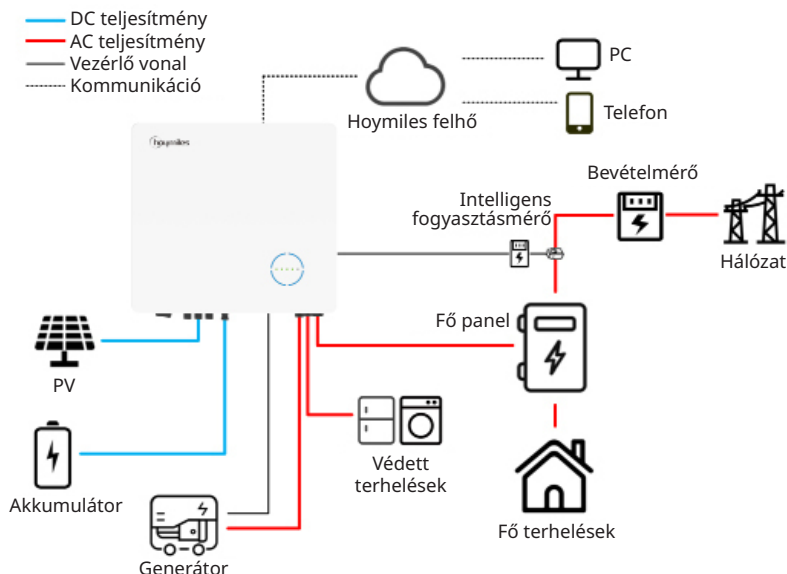 DC teljesítmény
AC teljesítmény
Vezérlő vonal
Kommunikáció
PC
Telefon
Hoymiles felhő
hoymiles
Bevételmérő
Intelligens
fogyasztásmérő
Hálózat
Fő panel
PV
Akkumulátor
Védett
terhelések
Fő terhelések
Generátor